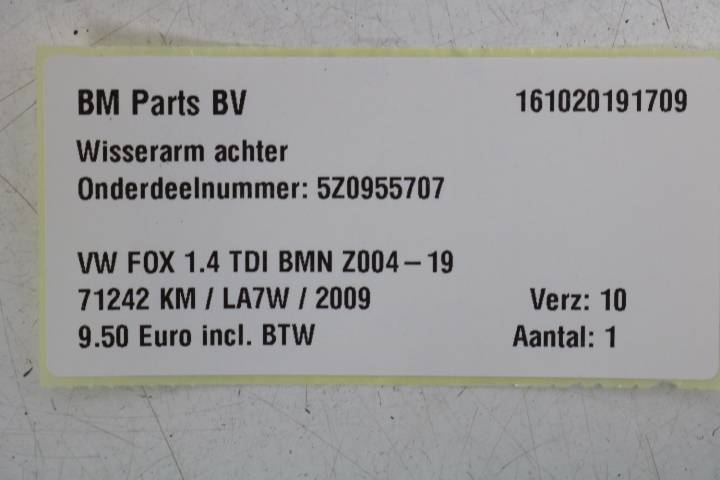 BM Parts BV 161020191709
Wisserarm achter
Onderdeelnummer: 5Z0955707
VW FOX 1.4 TDI BMN Z004-19
71242 KM / LA7W / 2009 Verz: 10
9.50 Euro incl. BTW Aantal: 1